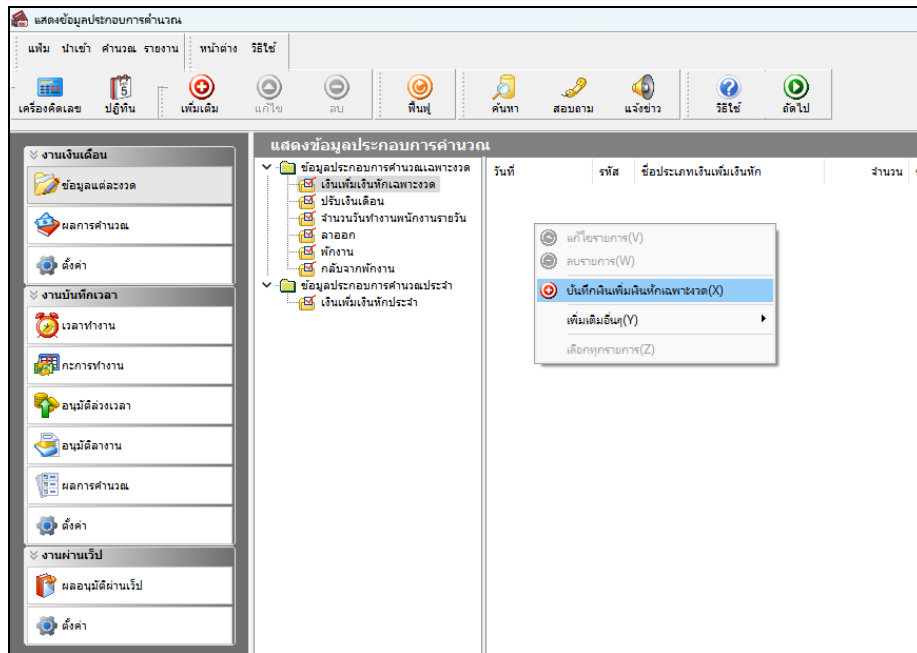 แสดงข้อมูลประกอบการคำนวณ
แฟ้ม นำเข้า คำนวณ รายงาน หน้าต่าง วิธีใช้
เครื่องคิดเลข ปฏิทิน เพิ่มเติม แก้ไข ลบ ฟื้นฟู ค้นหา สอบถาม แจ้งข่าว วิธีใช้ ถัดไป
งานเงินเดือน
ข้อมูลแต่ละงวด
ผลการคำนวณ
ตั้งค่า
งานบันทึกเวลา
เวลาทำงาน
กะการทำงาน
อนุมัติล่วงเวลา
อนุมัติลางาน
ผลการคำนวณ
ตั้งค่า
งานผ่านเว็ป
ผลอนุมัติผ่านเว็ป
ตั้งค่า
แสดงข้อมูลประกอบการคำนวณ
ข้อมูลประกอบการคำนวณเฉพาะงวด
เงินเพิ่มเงินหักเฉพาะงวด
ปรับเงินเดือน
จำนวนวันทำงานพนักงานรายวัน
ลาออก
พักงาน
กลับจากพักงาน
ข้อมูลประกอบการคำนวณประจำ
เงินเพิ่มเงินหักประจำ
วันที่ รหัส ชื่อประเภทเงินเพิ่มเงินหัก จำนวน
แก้ไขรายการ(V)
ลบรายการ(W)
บันทึกเงินเพิ่มเงินหักเฉพาะงวด(X)
เพิ่มเติมอื่นๆ(Y)
เลือกทุกรายการ(Z)